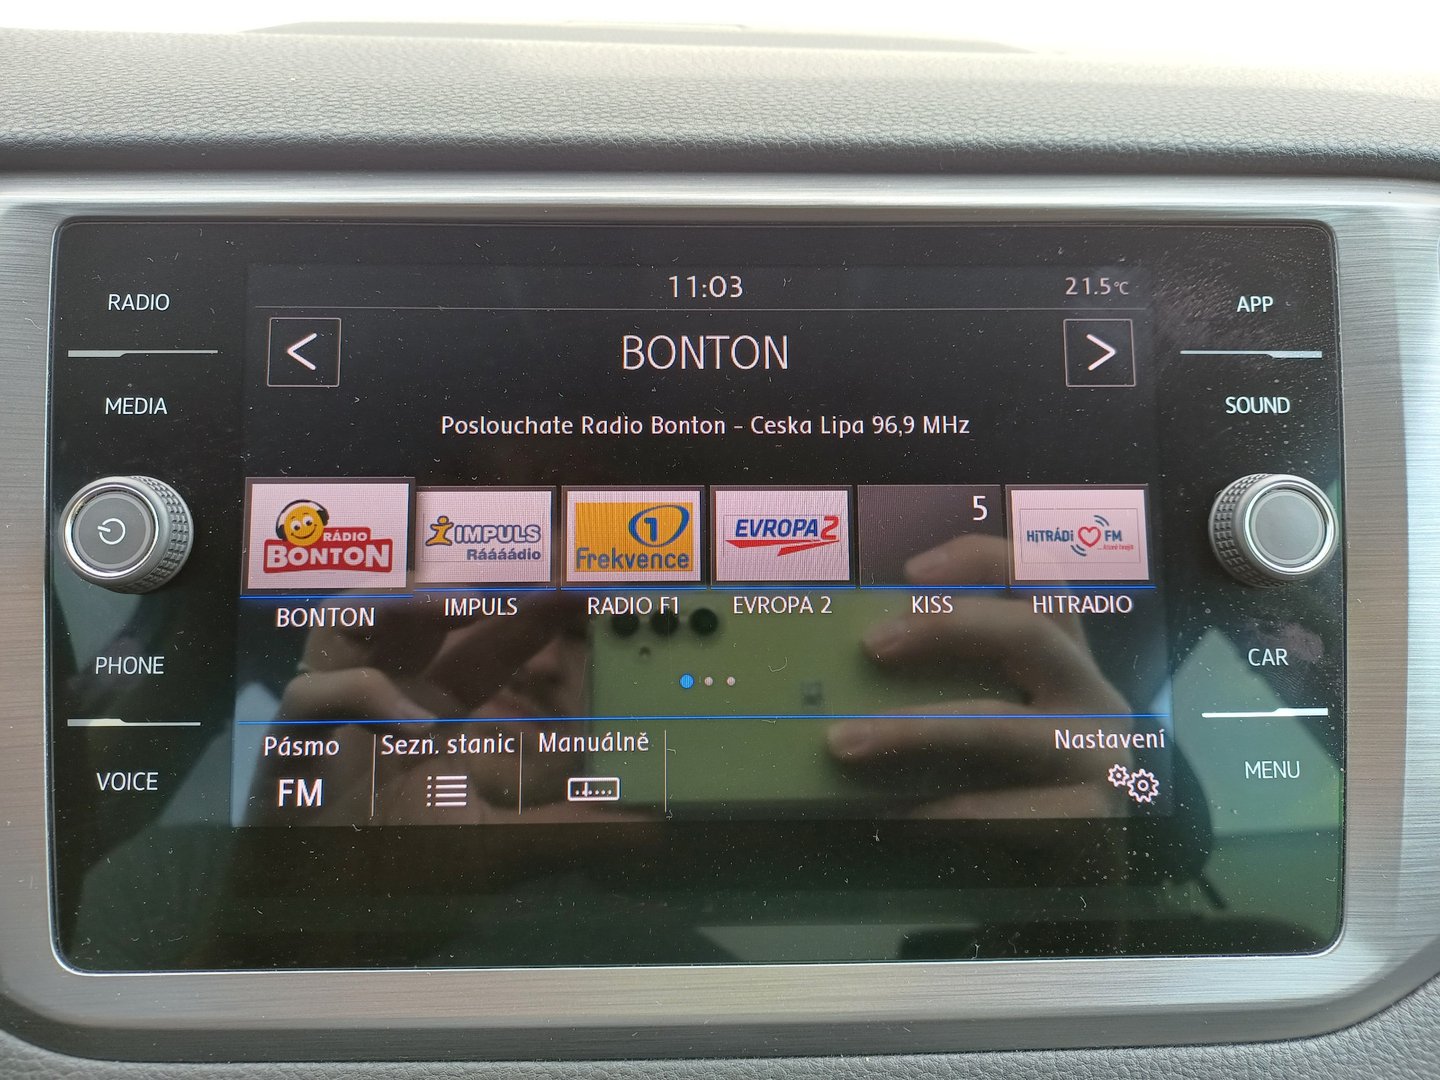 RADIO
MEDIA
PHONE
VOICE
11:03
21.5°C
<
BONTON
>
Poslouchate Radio Bonton - Ceska Lipa 96,9 MHz
RÁDIO
BONTON
IMPULS
Ráááádio
1
Frekvence
EVROPA 2
5
HITRÁDI FM
BONTON
IMPULS
RADIO F1
EVROPA 2
KISS
HITRADIO
Pásmo
FM
Sezn. stanic
Manuálně
Nastavení
APP
SOUND
CAR
MENU